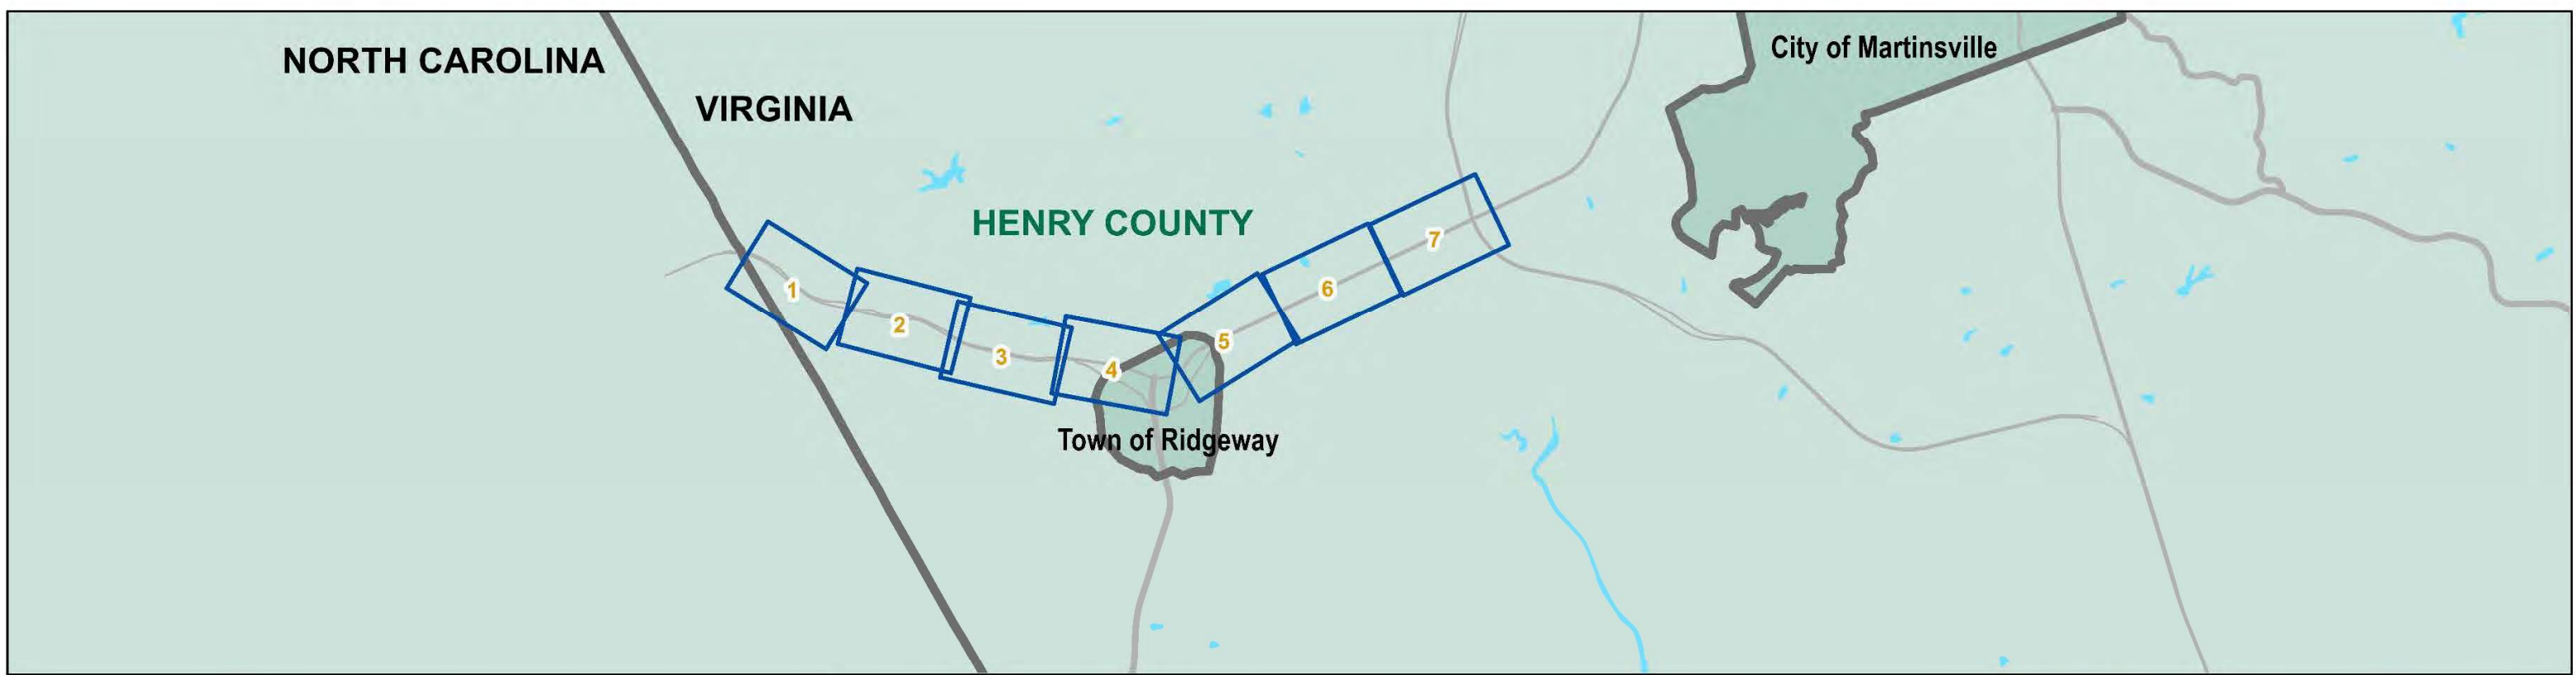 NORTH CAROLINA
VIRGINIA
City of Martinsville
HENRY COUNTY
1
2
3
4
5
6
7
Town of Ridgeway